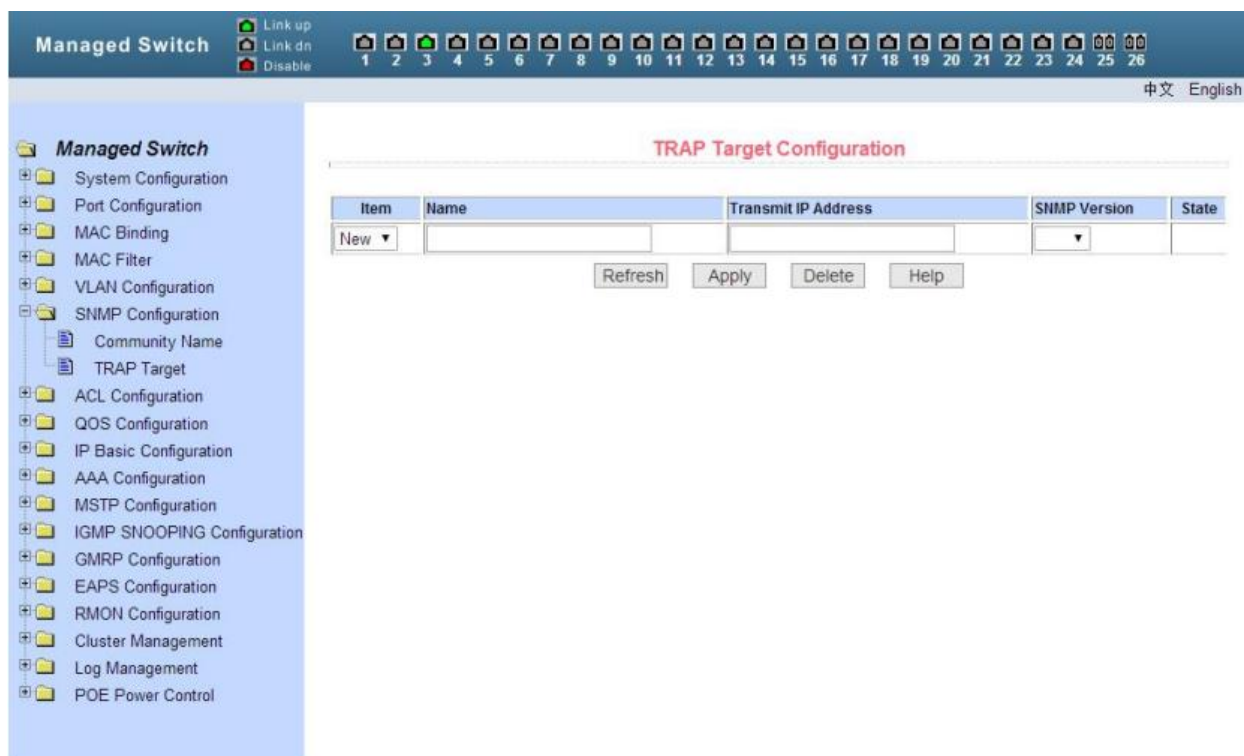 Managed Switch
Link up
Link dn
Disable
1 2 3 4 5 6 7 8 9 10 11 12 13 14 15 16 17 18 19 20 21 22 23 24 25 26
中文 English
Managed Switch
System Configuration
Port Configuration
MAC Binding
MAC Filter
VLAN Configuration
SNMP Configuration
Community Name
TRAP Target
ACL Configuration
QOS Configuration
IP Basic Configuration
AAA Configuration
MSTP Configuration
IGMP SNOOPING Configuration
GMRP Configuration
EAPS Configuration
RMON Configuration
Cluster Management
Log Management
POE Power Control
TRAP Target Configuration
Item Name Transmit IP Address SNMP Version State
New
Refresh Apply Delete Help